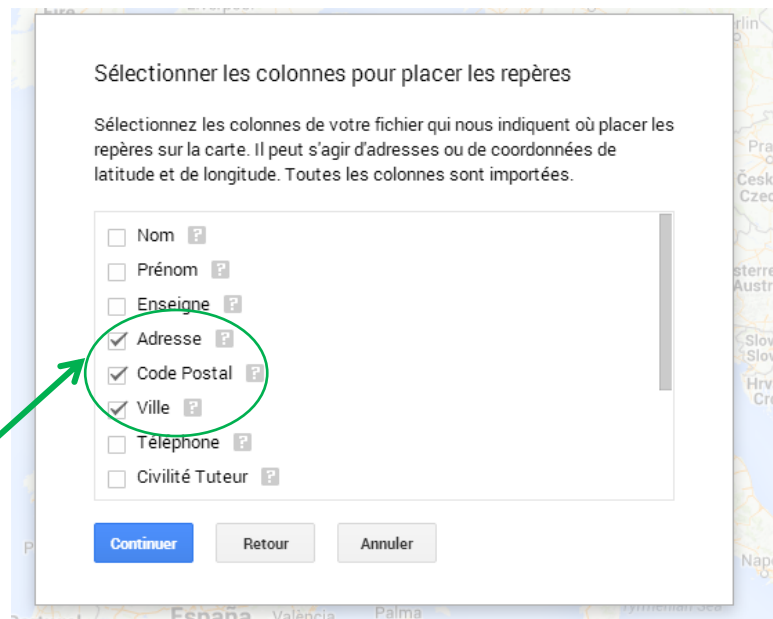 Sélectionner les colonnes pour placer les repères
Sélectionnez les colonnes de votre fichier qui nous indiquent où placer les
repères sur la carte. Il peut s'agir d'adresses ou de coordonnées de
latitude et de longitude. Toutes les colonnes sont importées.
Nom ?
Prénom ?
Enseigne ?
Adresse ?
Code Postal ?
Ville ?
Téléphone ?
Civilité Tuteur ?
Continuer Retour Annuler
España València Palma
Tyrrhenian Sea